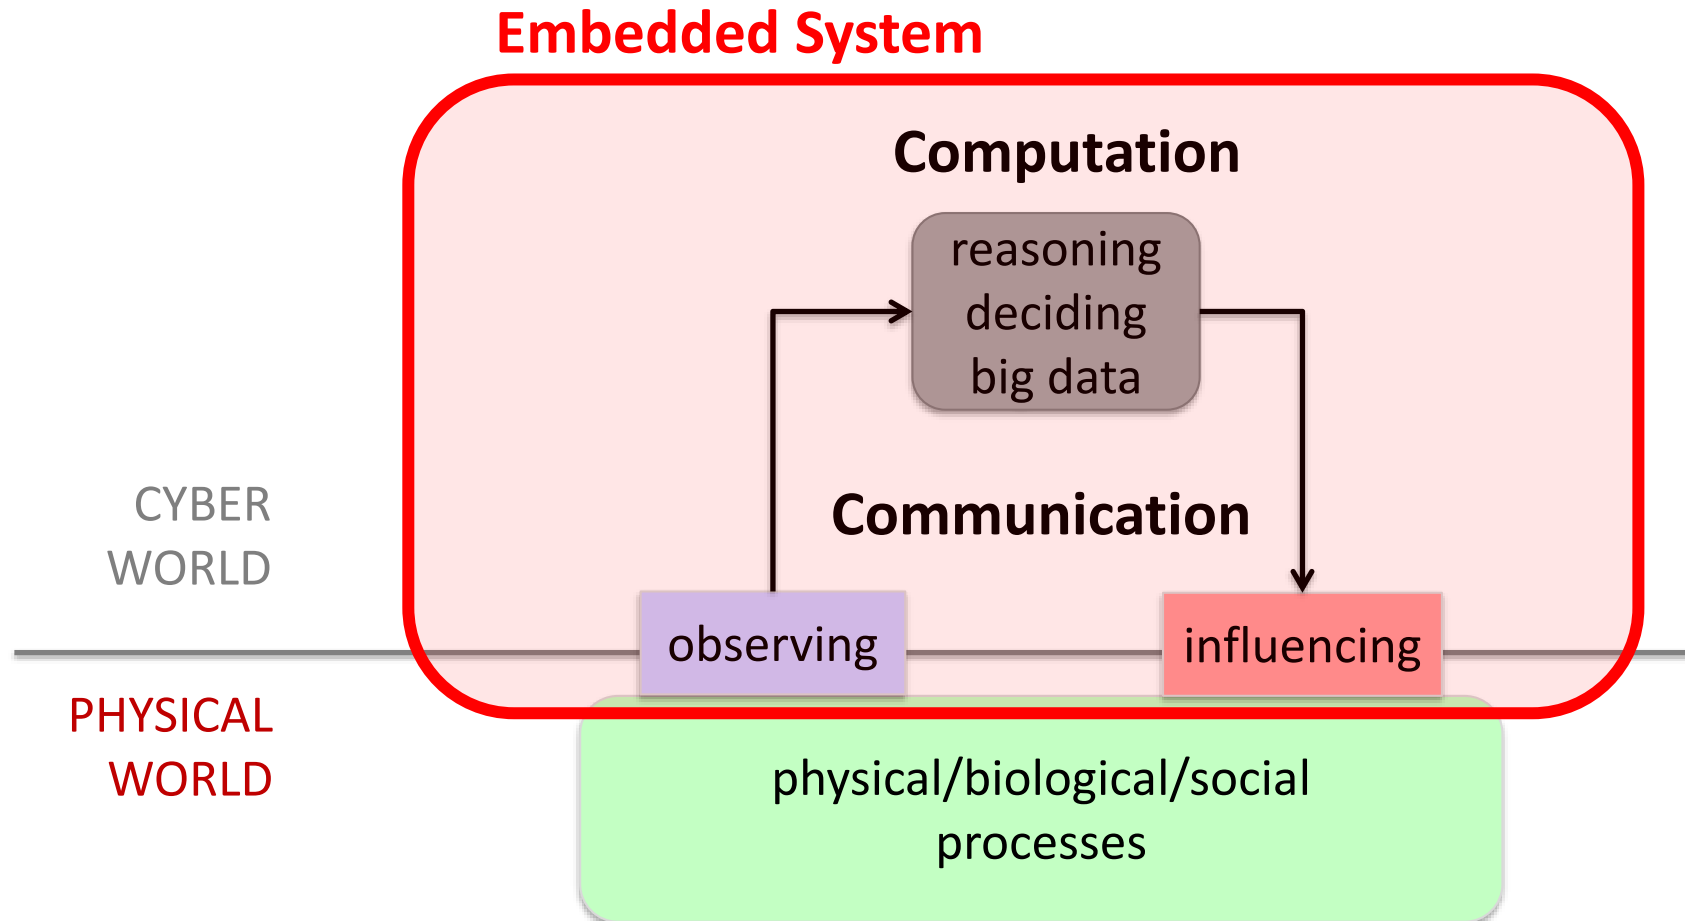 Embedded System
Computation
reasoning
deciding
big data
CYBER
WORLD
Communication
observing
influencing
PHYSICAL
WORLD
physical/biological/social
processes